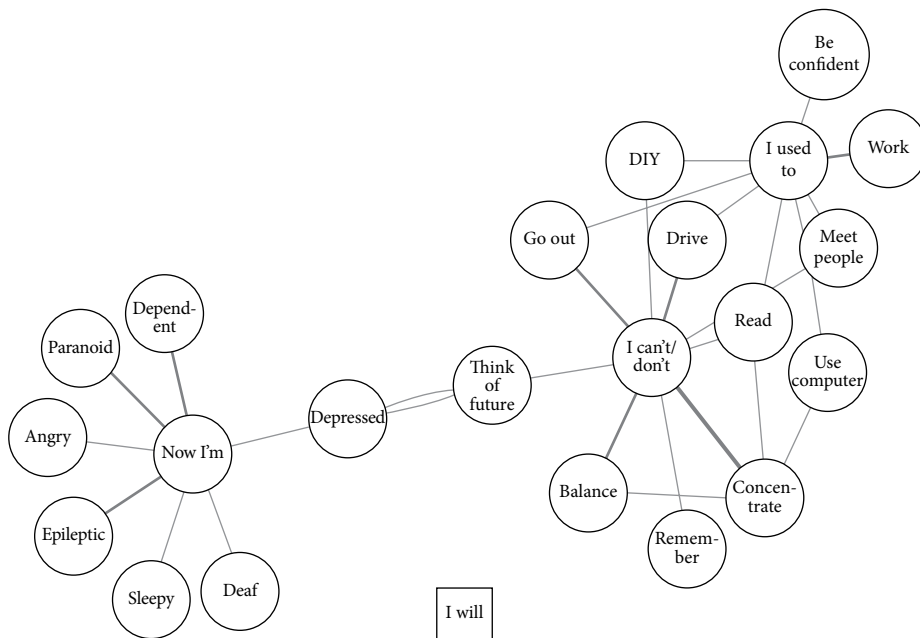 Be
confident
I used
to
Work
DIY
Go out
Drive
Meet
people
Depend-
ent
Paranoid
Read
I can't/
don't
Think
of
future
Use
computer
Depressed
Angry
Now I'm
Balance
Concen-
trate
Epileptic
Remem-
ber
Sleepy
Deaf
I will